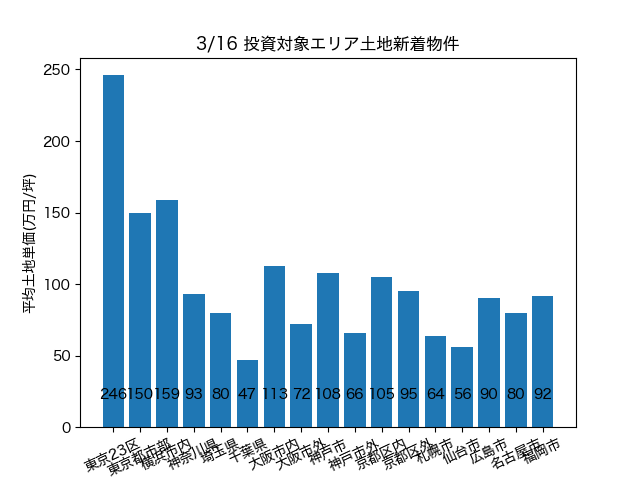 3/16 投資対象エリア土地新着物件
平均土地単価(万円/坪)
250
200
150
100
50
0
246 150 159 93 80 47 113 72 108 66 105 95 64 56 90 80 92
東京23区
東京都市部
横浜市内
神奈川県
埼玉県
千葉県
大阪市内
大阪市外
神戸市
神戸市外
京都区内
京都区外
札幌市
仙台市
広島市
名古屋市
福岡市